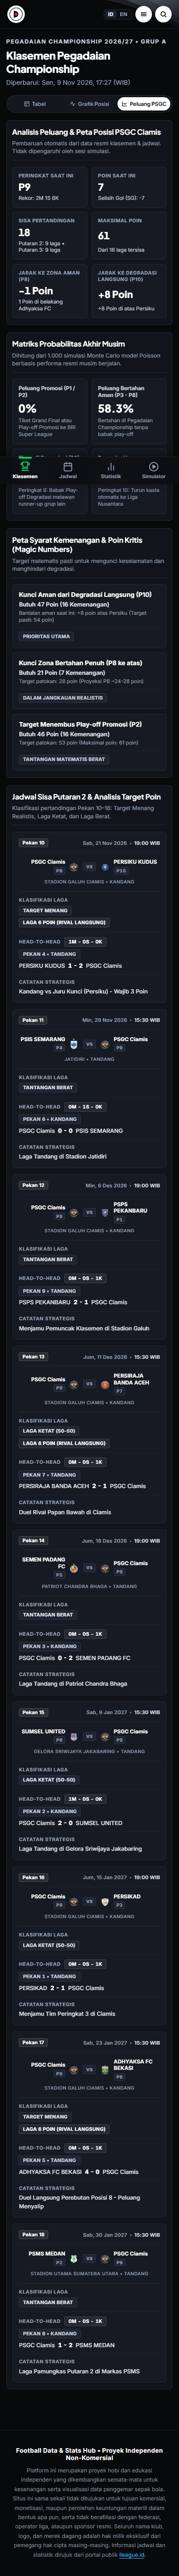 ID EN
PEGADAIAN CHAMPIONSHIP 2026/27 • GRUP A
Klasemen Pegadaian
Championship
Diperbarui: Sen, 9 Nov 2026, 17:27 (WIB)
Tabel
Grafik Posisi
Peluang PSGC
Analisis Peluang & Peta Posisi PSGC Ciamis
Pembaruan otomatis dari data resmi klasemen & jadwal.
Tidak dipengaruhi oleh sesi simulasi.
PERINGKAT SAAT INI
P9
Rekor: 2M 1S 6K
POIN SAAT INI
7
Selisih Gol (SG): -7
SISA PERTANDINGAN
18
Putaran 2: 9 laga •
Putaran 3: 9 laga
MAKSIMAL POIN
61
Dari 18 laga tersisa
JARAK KE ZONA AMAN
(P8)
−1 Poin
1 Poin di belakang
Adhyaksa FC
JARAK KE DEGRADASI
LANGSUNG (P10)
+8 Poin
+8 Poin di atas Persiku
Matriks Probabilitas Akhir Musim
Dihitung dari 1.000 simulasi Monte Carlo model Poisson
berbasis performa resmi musim berjalan.
Peluang Promosi (P1 /
P2)
0%
Tiket Grand Final atau
Play-off Promosi ke BRI
Super League
Peluang Bertahan
Aman (P3 - P8)
58.3%
Bertahan di Pegadaian
Championship tanpa
babak play-off
Klasemen
Jadwal
Statistik
Simulator
Peringkat 9: Babak Play-
off Degradasi melawan
runner-up grup lain
Peringkat 10: Turun kasta
otomatis ke Liga
Nusantara
Peta Syarat Kemenangan & Poin Kritis
(Magic Numbers)
Target matematis pasti untuk mengunci keselamatan dan
menghindari degradasi.
Kunci Aman dari Degradasi Langsung (P10)
Butuh 47 Poin (16 Kemenangan)
Bantalan aman saat ini: +8 poin atas Persiku (Target
pasti: 54 poin)
PRIORITAS UTAMA
Kunci Zona Bertahan Penuh (P8 ke atas)
Butuh 21 Poin (7 Kemenangan)
Target patokan: 28 poin (Proyeksi P8 ~24-28 poin)
DALAM JANGKAUAN REALISTIS
Target Menembus Play-off Promosi (P2)
Butuh 46 Poin (16 Kemenangan)
Target patokan: 53 poin (Maksimal poin: 61 poin)
TANTANGAN MATEMATIS BERAT
Jadwal Sisa Putaran 2 & Analisis Target Poin
Klasifikasi pertandingan Pekan 10–18: Target Menang
Realistis, Laga Ketat, dan Laga Berat.
Pekan 10
Sab, 21 Nov 2026 • 19:00 WIB
PSGC Ciamis
P9
VS
PERSIKU KUDUS
P10
STADION GALUH CIAMIS • KANDANG
KLASIFIKASI LAGA
TARGET MENANG
LAGA 6 POIN (RIVAL LANGSUNG)
HEAD-TO-HEAD 1M - 0S - 0K
PEKAN 4 • TANDANG
PERSIKU KUDUS 1 - 2 PSGC Ciamis
CATATAN STRATEGIS
Kandang vs Juru Kunci (Persiku) - Wajib 3 Poin
Pekan 11
Min, 29 Nov 2026 • 15:30 WIB
PSIS SEMARANG
P4
VS
PSGC Ciamis
P9
JATIDIRI • TANDANG
KLASIFIKASI LAGA
TANTANGAN BERAT
HEAD-TO-HEAD 0M - 1S - 0K
PEKAN 6 • KANDANG
PSGC Ciamis 0 - 0 PSIS SEMARANG
CATATAN STRATEGIS
Laga Tandang di Stadion Jatidiri
Pekan 12
Min, 6 Des 2026 • 19:00 WIB
PSGC Ciamis
P9
VS
PSPS
PEKANBARU
P1
STADION GALUH CIAMIS • KANDANG
KLASIFIKASI LAGA
TANTANGAN BERAT
HEAD-TO-HEAD 0M - 0S - 1K
PEKAN 9 • TANDANG
PSPS PEKANBARU 2 - 1 PSGC Ciamis
CATATAN STRATEGIS
Menjamu Pemuncak Klasemen di Stadion Galuh
Pekan 13
Jum, 11 Des 2026 • 15:30 WIB
PSGC Ciamis
P9
VS
PERSIRAJA
BANDA ACEH
P7
STADION GALUH CIAMIS • KANDANG
KLASIFIKASI LAGA
LAGA KETAT (50-50)
LAGA 6 POIN (RIVAL LANGSUNG)
HEAD-TO-HEAD 0M - 0S - 1K
PEKAN 7 • TANDANG
PERSIRAJA BANDA ACEH 2 - 1 PSGC Ciamis
CATATAN STRATEGIS
Duel Rival Papan Bawah di Ciamis
Pekan 14
Jum, 18 Des 2026 • 19:00 WIB
SEMEN PADANG
FC
P5
VS
PSGC Ciamis
P9
PATRIOT CHANDRA BHAGA • TANDANG
KLASIFIKASI LAGA
TANTANGAN BERAT
HEAD-TO-HEAD 0M - 0S - 1K
PEKAN 3 • KANDANG
PSGC Ciamis 0 - 2 SEMEN PADANG FC
CATATAN STRATEGIS
Laga Tandang di Patriot Chandra Bhaga
Pekan 15
Sab, 9 Jan 2027 • 15:30 WIB
SUMSEL UNITED
P6
VS
PSGC Ciamis
P9
GELORA SRIWIJAYA JAKABARING • TANDANG
KLASIFIKASI LAGA
LAGA KETAT (50-50)
HEAD-TO-HEAD 1M - 0S - 0K
PEKAN 2 • KANDANG
PSGC Ciamis 2 - 0 SUMSEL UNITED
CATATAN STRATEGIS
Laga Tandang di Gelora Sriwijaya Jakabaring
Pekan 16
Jum, 15 Jan 2027 • 19:00 WIB
PSGC Ciamis
P9
VS
PERSIKAD
P3
STADION GALUH CIAMIS • KANDANG
KLASIFIKASI LAGA
LAGA KETAT (50-50)
HEAD-TO-HEAD 0M - 0S - 1K
PEKAN 1 • TANDANG
PERSIKAD 2 - 1 PSGC Ciamis
CATATAN STRATEGIS
Menjamu Tim Peringkat 3 di Ciamis
Pekan 17
Sab, 23 Jan 2027 • 15:30 WIB
PSGC Ciamis
P9
VS
ADHYAKSA FC
BEKASI
P8
STADION GALUH CIAMIS • KANDANG
KLASIFIKASI LAGA
TARGET MENANG
LAGA 6 POIN (RIVAL LANGSUNG)
HEAD-TO-HEAD 0M - 0S - 1K
PEKAN 5 • TANDANG
ADHYAKSA FC BEKASI 4 - 0 PSGC Ciamis
CATATAN STRATEGIS
Duel Langsung Perebutan Posisi 8 - Peluang
Menyalip
Pekan 18
Sab, 30 Jan 2027 • 15:30 WIB
PSMS MEDAN
P2
VS
PSGC Ciamis
P9
STADION UTAMA SUMATERA UTARA • TANDANG
KLASIFIKASI LAGA
TANTANGAN BERAT
HEAD-TO-HEAD 0M - 0S - 1K
PEKAN 8 • KANDANG
PSGC Ciamis 1 - 2 PSMS MEDAN
CATATAN STRATEGIS
Laga Pamungkas Putaran 2 di Markas PSMS
Football Data & Stats Hub • Proyek Independen
Non-Komersial
Platform ini merupakan proyek hobi dan edukasi
independen yang dikembangkan semata-mata untuk
kesenangan serta visualisasi data penggemar sepak bola.
Situs ini sama sekali tidak ditujukan untuk tujuan komersial,
monetisasi, maupun perolehan keuntungan materiil dalam
bentuk apa pun, serta tidak berafiliasi dengan federasi,
operator liga, ataupun sponsor resmi. Seluruh nama klub,
logo, dan merek dagang adalah hak milik eksklusif dari
pemegang hak cipta masing-masing. Informasi jadwal dan
statistik dirujuk dari portal publik ileague.id.